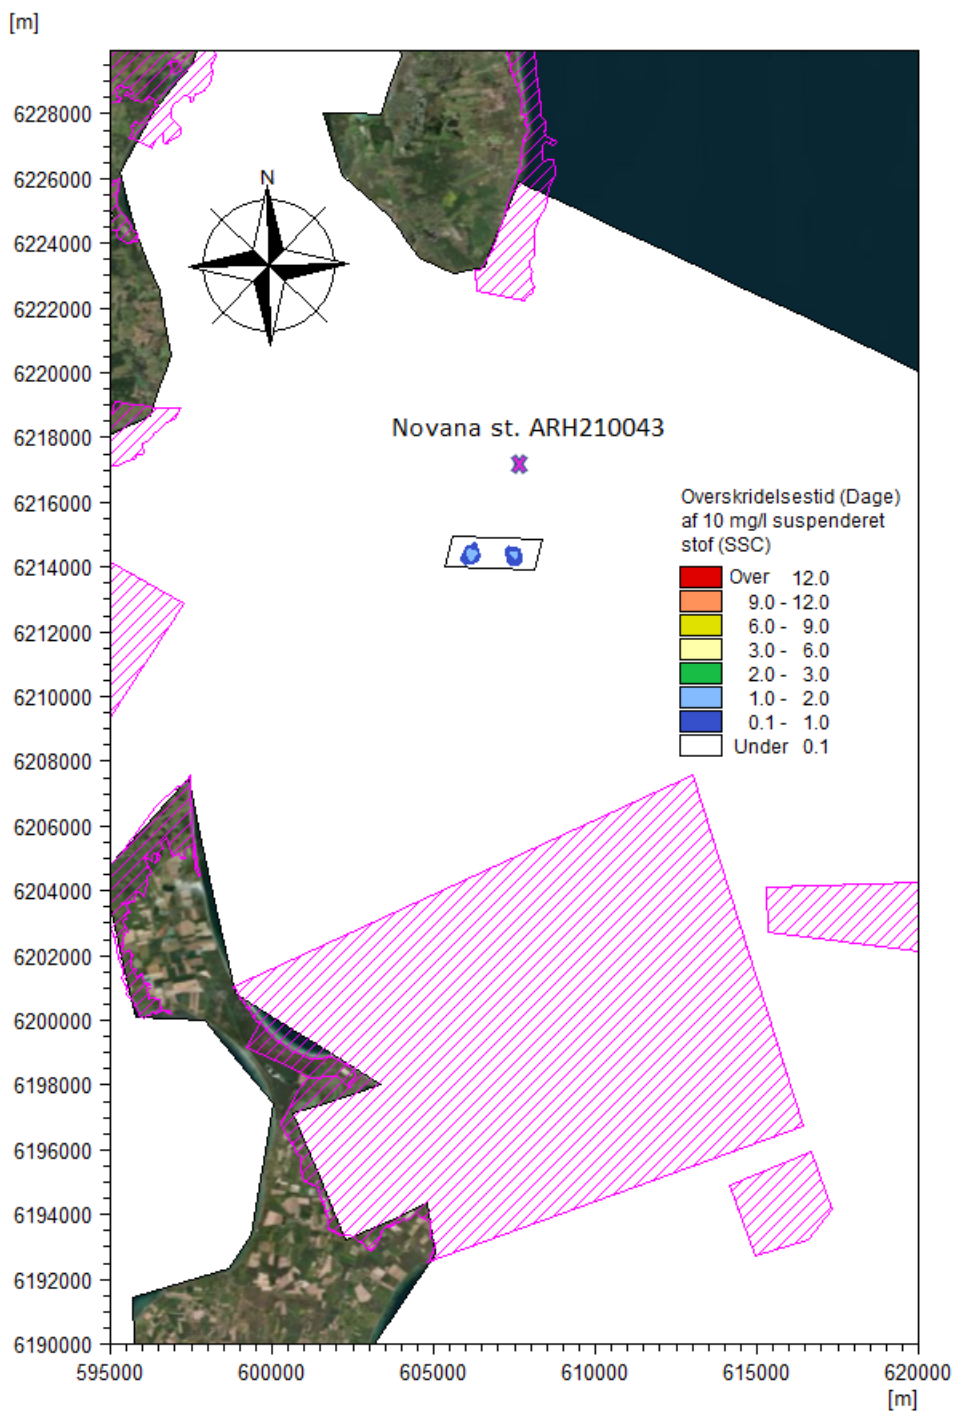 [m]
6228000
6226000
6224000
6222000
6220000
6218000
6216000
6214000
6212000
6210000
6208000
6206000
6204000
6202000
6200000
6198000
6196000
6194000
6192000
6190000
N
Novana st. ARH210043
Overskridelsestid (Dage)
af 10 mg/l suspenderet
stof (SSC)
Over 12.0
9.0 - 12.0
6.0 - 9.0
3.0 - 6.0
2.0 - 3.0
1.0 - 2.0
0.1 - 1.0
Under 0.1
595000 600000 605000 610000 615000 620000
[m]